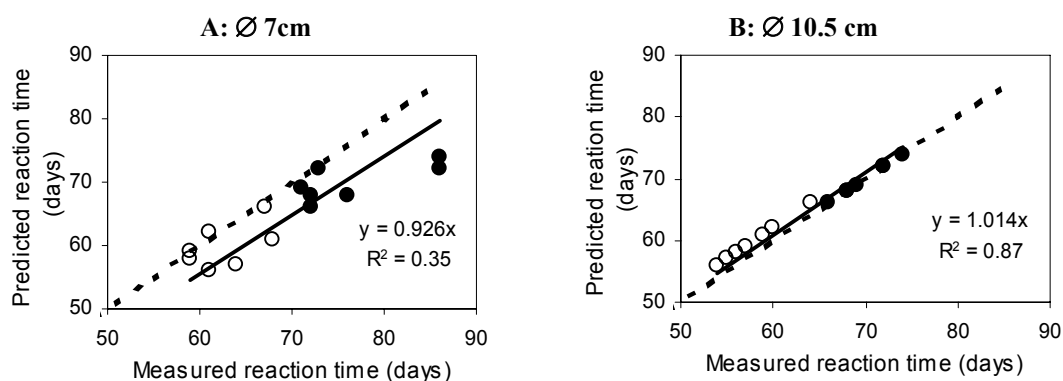 A: ∅ 7cm
90
80
70
60
50
Predicted reaction time
(days)
y = 0.926x
R² = 0.35
50 60 70 80 90
Measured reaction time (days)
B: ∅ 10.5 cm
90
80
70
60
50
Predicted reation time
(days)
y = 1.014x
R² = 0.87
50 60 70 80 90
Measured reaction time (days)